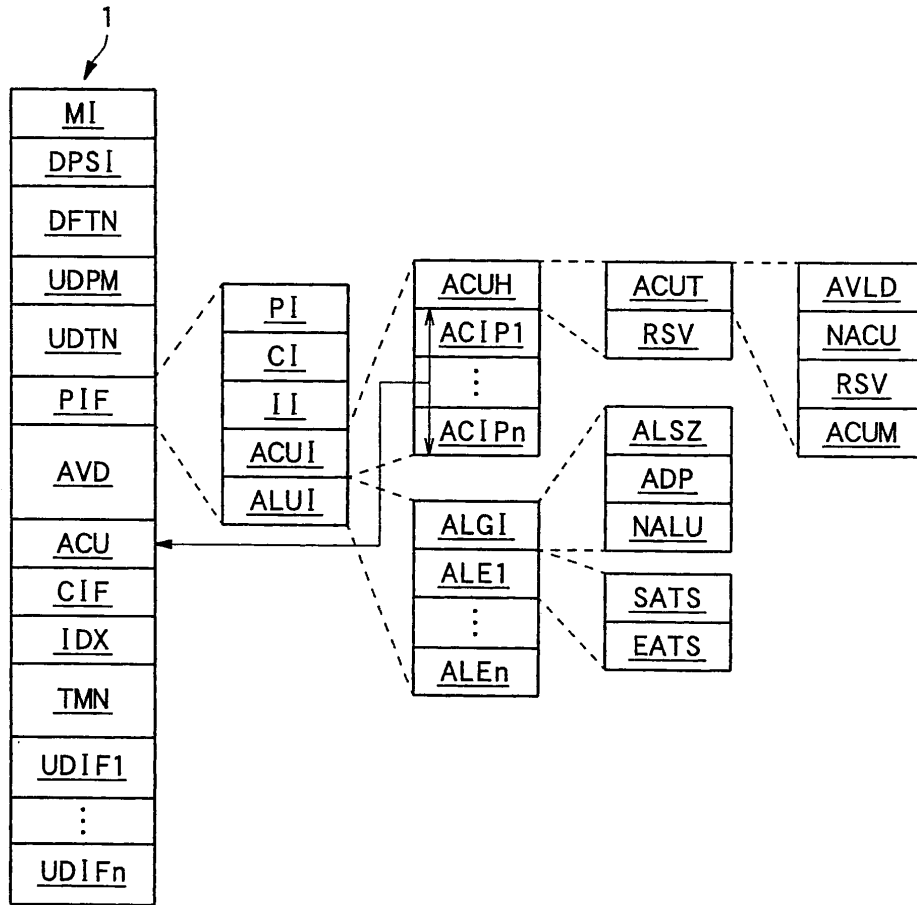 1
MI
DPSI
DFTN
UDPM
UDTN
PIF
AVD
ACU
CIF
IDX
TMN
UDIF1
⋮
UDIFn
PI
CI
II
ACUI
ALUI
ACUH
ACIP1
⋮
ACIPn
ALGI
ALE1
⋮
ALEn
ACUT
RSV
ALSZ
ADP
NALU
SATS
EATS
AVLD
NACU
RSV
ACUM